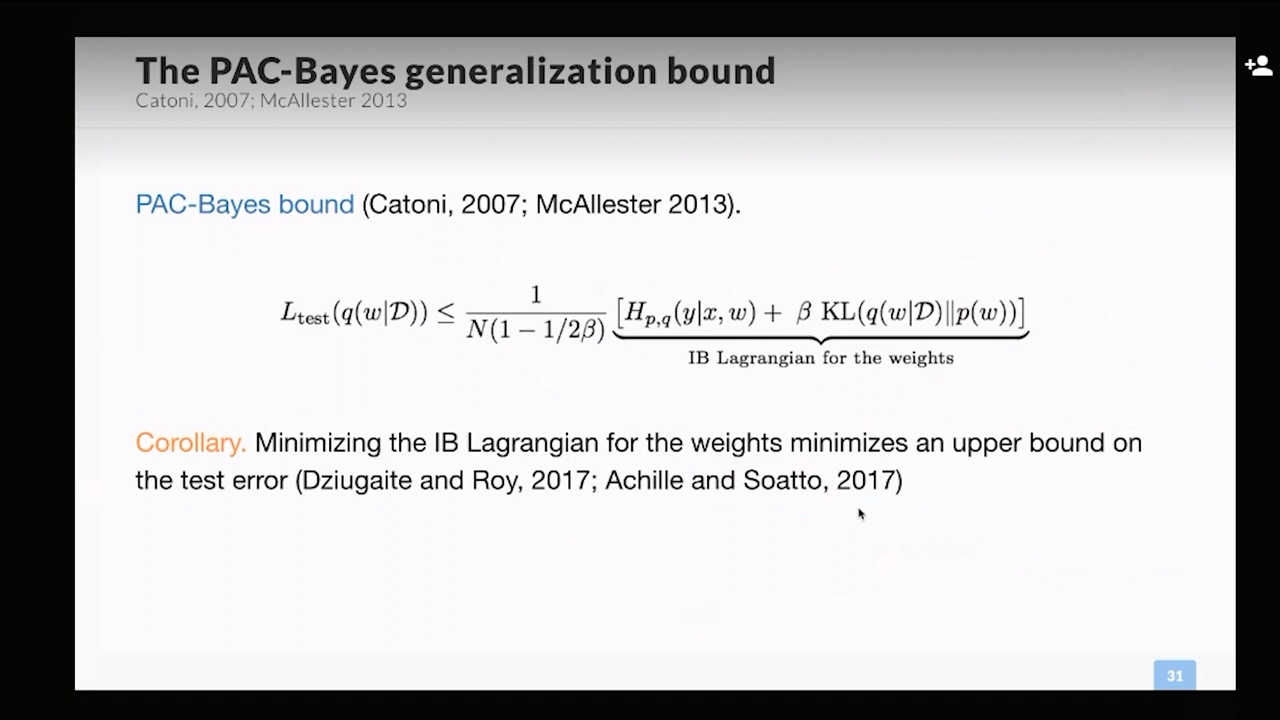 The PAC-Bayes generalization bound
Catoni, 2007; McAllester 2013
PAC-Bayes bound (Catoni, 2007; McAllester 2013).
L_test(q(w|𝒟)) ≤ 1/(N(1 − 1/2β)) [H_{p,q}(y|x, w) + β KL(q(w|𝒟)‖p(w))]
IB Lagrangian for the weights
Corollary. Minimizing the IB Lagrangian for the weights minimizes an upper bound on
the test error (Dziugaite and Roy, 2017; Achille and Soatto, 2017)
31